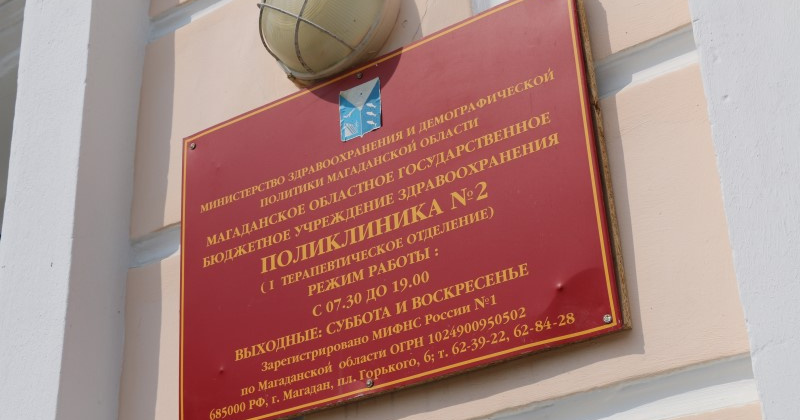 МИНИСТЕРСТВО ЗДРАВООХРАНЕНИЯ И ДЕМОГРАФИЧЕСКОЙ
ПОЛИТИКИ МАГАДАНСКОЙ ОБЛАСТИ
МАГАДАНСКОЕ ОБЛАСТНОЕ ГОСУДАРСТВЕННОЕ
БЮДЖЕТНОЕ УЧРЕЖДЕНИЕ ЗДРАВООХРАНЕНИЯ
ПОЛИКЛИНИКА №2
( I ТЕРАПЕВТИЧЕСКОЕ ОТДЕЛЕНИЕ)
РЕЖИМ РАБОТЫ :
С 07.30 ДО 19.00
ВЫХОДНЫЕ: СУББОТА И ВОСКРЕСЕНЬЕ
Зарегистрировано МИФНС России №1
по Магаданской области ОГРН 1024900950502
685000 РФ, г. Магадан, пл. Горького, 6; т. 62-39-22, 62-84-28